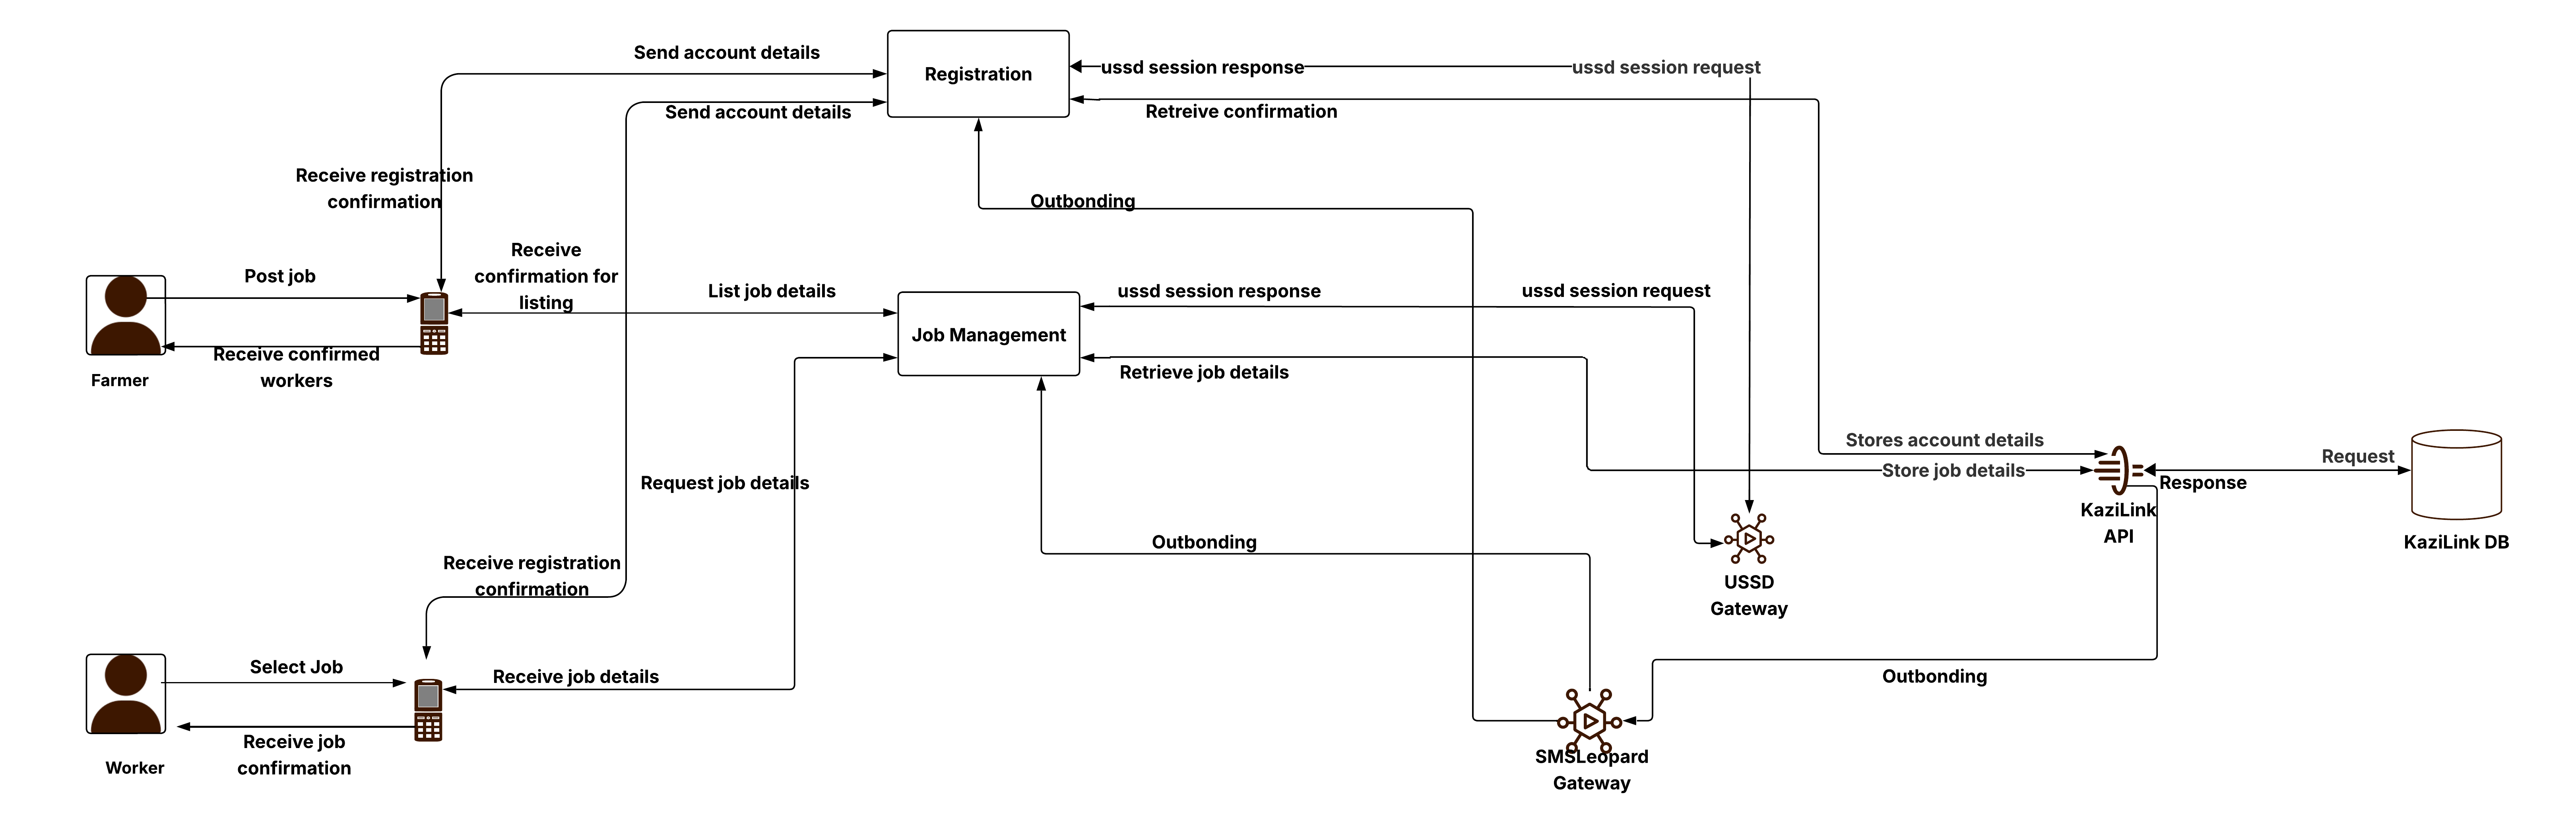 Send account details
Registration
ussd session response
ussd session request
Send account details
Retreive confirmation
Receive registration
confirmation
Outbonding
Receive
confirmation for
listing
Post job
List job details
ussd session response
ussd session request
Job Management
Receive confirmed
workers
Farmer
Retrieve job details
Stores account details
Store job details
Request
Response
Request job details
KaziLink
API
KaziLink DB
Outbonding
Receive registration
confirmation
USSD
Gateway
Select Job
Receive job details
Outbonding
Receive job
confirmation
Worker
SMSLeopard
Gateway